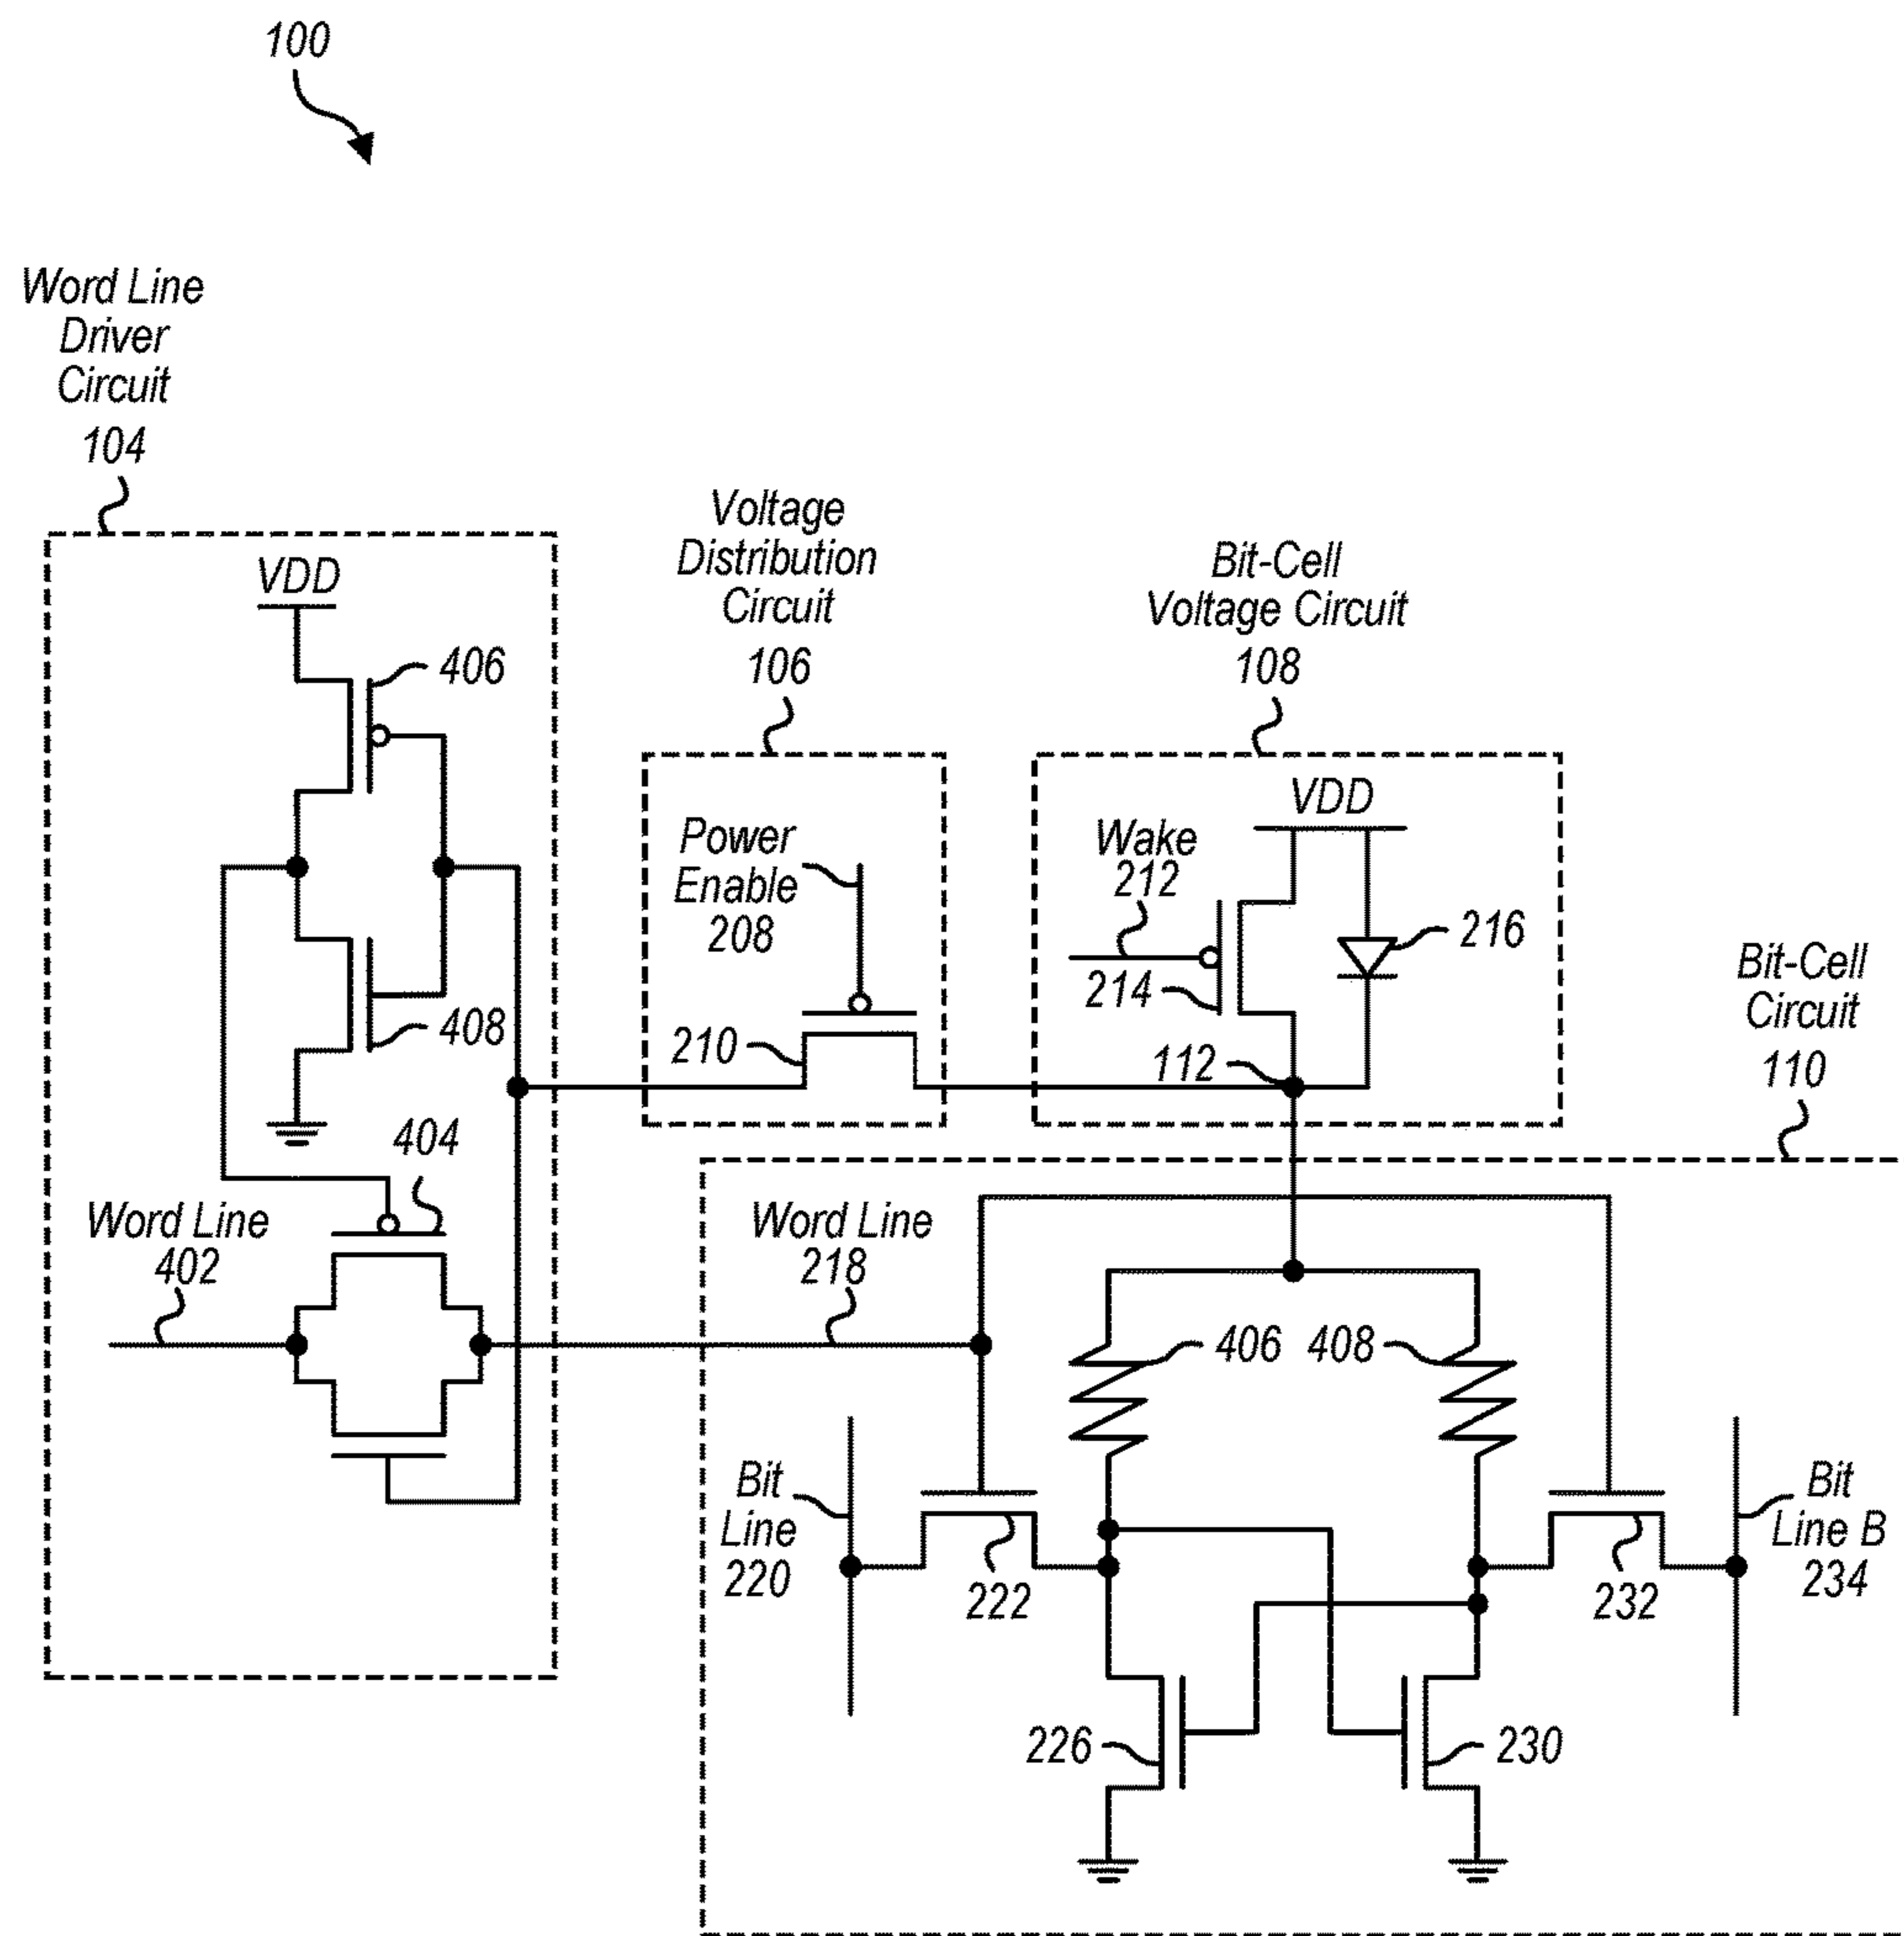 100
Word Line
Driver
Circuit
104
VDD
406
408
404
Word Line
402
Voltage
Distribution
Circuit
106
Power
Enable
208
210
Bit-Cell
Voltage Circuit
108
VDD
Wake
212
214
216
112
Bit-Cell
Circuit
110
Word Line
218
406
408
Bit
Line
220
222
232
Bit
Line B
234
226
230